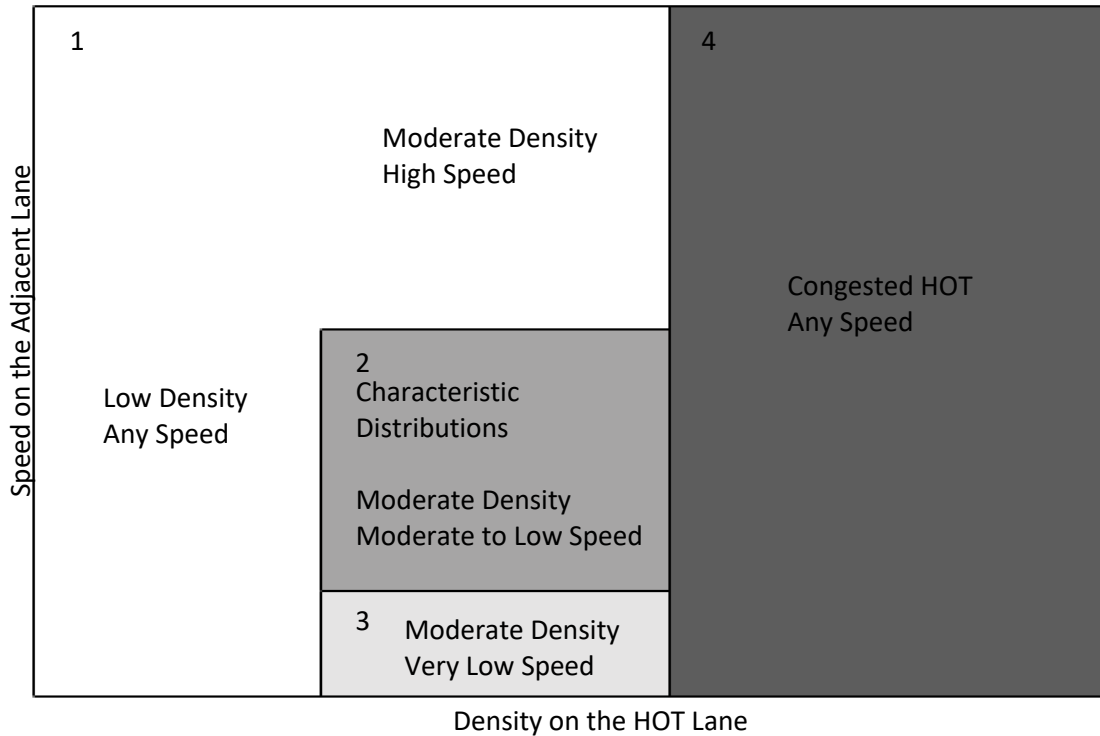 1
4
Moderate Density
High Speed
Speed on the Adjacent Lane
Congested HOT
Any Speed
2
Characteristic
Distributions
Low Density
Any Speed
Moderate Density
Moderate to Low Speed
3
Moderate Density
Very Low Speed
Density on the HOT Lane